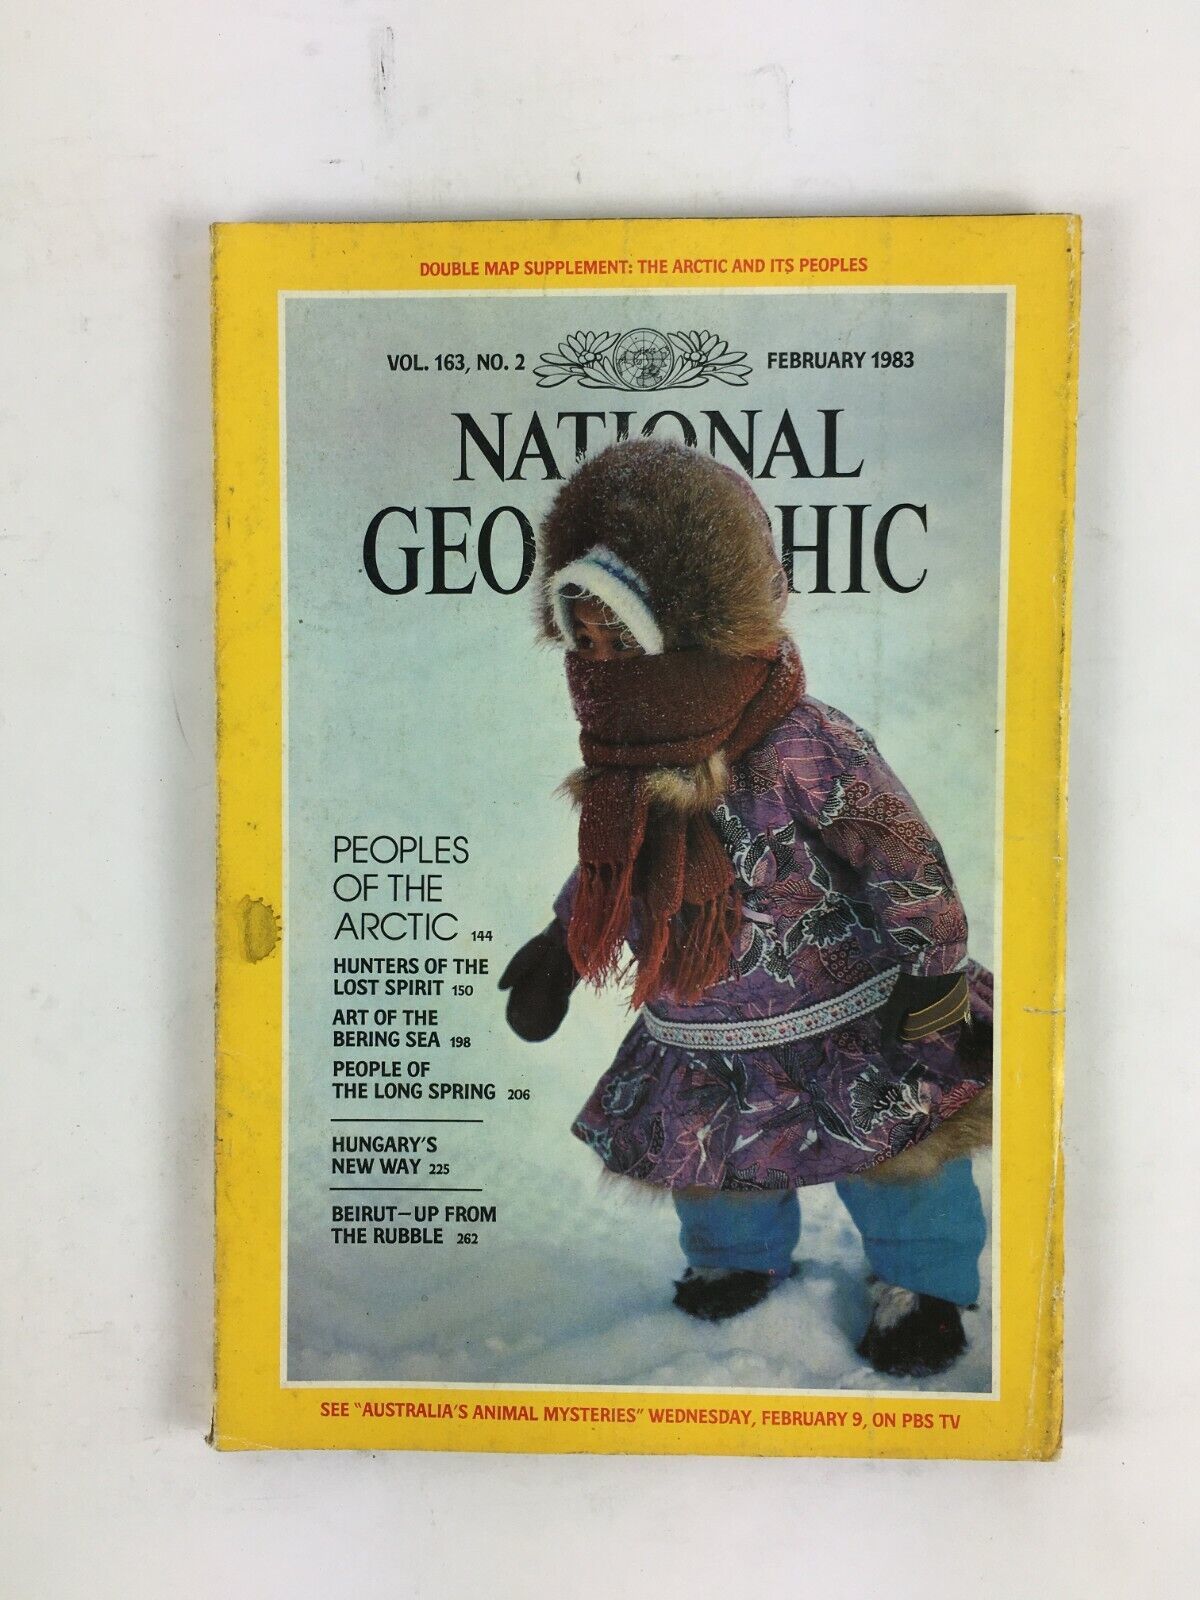 DOUBLE MAP SUPPLEMENT: THE ARCTIC AND ITS PEOPLES
VOL. 163, NO. 2 FEBRUARY 1983
NATIONAL
GEOGRAPHIC
PEOPLES
OF THE
ARCTIC 144
HUNTERS OF THE
LOST SPIRIT 150
ART OF THE
BERING SEA 198
PEOPLE OF
THE LONG SPRING 206
HUNGARY'S
NEW WAY 225
BEIRUT—UP FROM
THE RUBBLE 262
SEE "AUSTRALIA'S ANIMAL MYSTERIES" WEDNESDAY, FEBRUARY 9, ON PBS TV